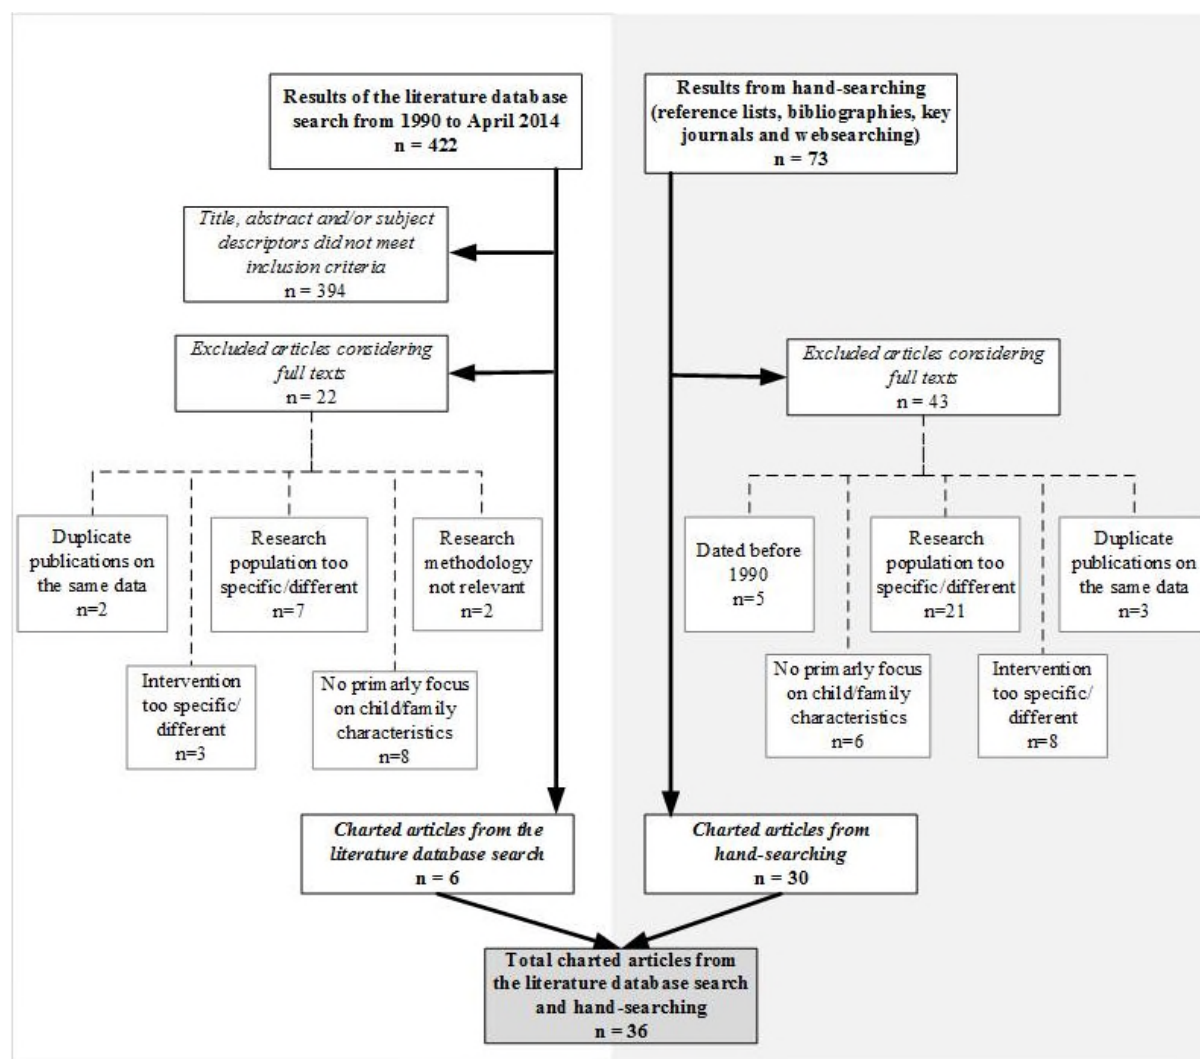 Results of the literature database
search from 1990 to April 2014
n = 422
Results from hand-searching
(reference lists, bibliographies, key
journals and websearching)
n = 73
Title, abstract and/or subject
descriptors did not meet
inclusion criteria
n = 394
Excluded articles considering
full texts
n = 22
Excluded articles considering
full texts
n = 43
Duplicate
publications on
the same data
n=2
Research
population too
specific/different
n=7
Research
methodology
not relevant
n=2
Intervention
too specific/
different
n=3
No primarly focus
on child/family
characteristics
n=8
Dated before
1990
n=5
Research
population too
specific/different
n=21
Duplicate
publications on
the same data
n=3
No primarly focus
on child/family
characteristics
n=6
Intervention
too specific/
different
n=8
Charted articles from the
literature database search
n = 6
Charted articles from
hand-searching
n = 30
Total charted articles from
the literature database search
and hand-searching
n = 36